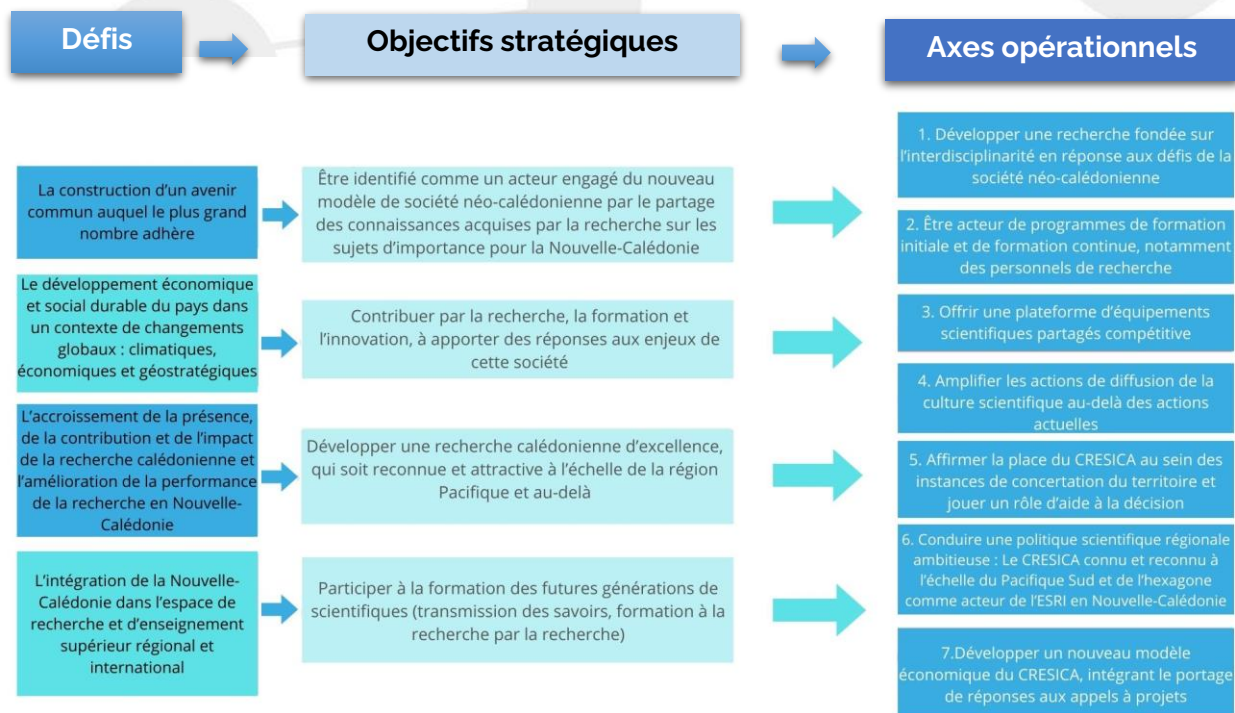 Défis
Objectifs stratégiques
Axes opérationnels
La construction d'un avenir
commun auquel le plus grand
nombre adhère
Être identifié comme un acteur engagé du nouveau
modèle de société néo-calédonienne par le partage
des connaissances acquises par la recherche sur les
sujets d'importance pour la Nouvelle-Calédonie
Le développement économique
et social durable du pays dans
un contexte de changements
globaux : climatiques,
économiques et géostratégiques
Contribuer par la recherche, la formation et
l'innovation, à apporter des réponses aux enjeux de
cette société
L'accroissement de la présence,
de la contribution et de l'impact
de la recherche calédonienne et
l'amélioration de la performance
de la recherche en Nouvelle-
Calédonie
Développer une recherche calédonienne d'excellence,
qui soit reconnue et attractive à l'échelle de la région
Pacifique et au-delà
L'intégration de la Nouvelle-
Calédonie dans l'espace de
recherche et d'enseignement
supérieur régional et
international
Participer à la formation des futures générations de
scientifiques (transmission des savoirs, formation à la
recherche par la recherche)
1. Développer une recherche fondée sur
l'interdisciplinarité en réponse aux défis de la
société néo-calédonienne
2. Être acteur de programmes de formation
initiale et de formation continue, notamment
des personnels de recherche
3. Offrir une plateforme d'équipements
scientifiques partagés compétitive
4. Amplifier les actions de diffusion de la
culture scientifique au-delà des actions
actuelles
5. Affirmer la place du CRESICA au sein des
instances de concertation du territoire et
jouer un rôle d'aide à la décision
6. Conduire une politique scientifique régionale
ambitieuse : Le CRESICA connu et reconnu à
l'échelle du Pacifique Sud et de l'hexagone
comme acteur de l'ESRI en Nouvelle-Calédonie
7.Développer un nouveau modèle
économique du CRESICA, intégrant le portage
de réponses aux appels à projets